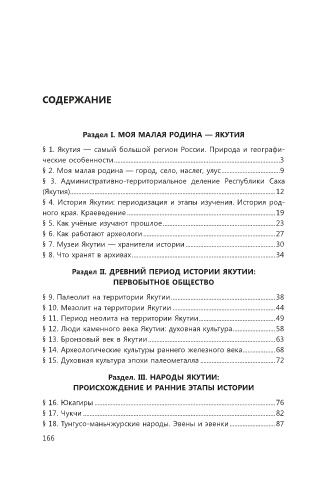 СОДЕРЖАНИЕ
Раздел I. МОЯ МАЛАЯ РОДИНА — ЯКУТИЯ
§ 1. Якутия — самый большой регион России. Природа и географи-
ческие особенности.....3
§ 2. Моя малая родина — город, село, наслег, улус.....9
§ 3. Административно-территориальное деление Республики Саха
(Якутия).....12
§ 4. История Якутии: периодизация и этапы изучения. История род-
ного края. Краеведение.....19
§ 5. Как учёные изучают прошлое.....23
§ 6. Как работают археологи.....27
§ 7. Музеи Якутии — хранители истории.....30
§ 8. Что хранят в архивах.....34
Раздел II. ДРЕВНИЙ ПЕРИОД ИСТОРИИ ЯКУТИИ:
ПЕРВОБЫТНОЕ ОБЩЕСТВО
§ 9. Палеолит на территории Якутии.....38
§ 10. Мезолит на территории Якутии.....44
§ 11. Период неолита на территории Якутии.....49
§ 12. Люди каменного века Якутии: духовная культура.....58
§ 13. Бронзовый век в Якутии.....63
§ 14. Археологические культуры раннего железного века.....68
§ 15. Духовная культура эпохи палеометалла.....72
Раздел. III. НАРОДЫ ЯКУТИИ:
ПРОИСХОЖДЕНИЕ И РАННИЕ ЭТАПЫ ИСТОРИИ
§ 16. Юкагиры.....76
§ 17. Чукчи.....82
§ 18. Тунгусо-маньчжурские народы. Эвены и эвенки.....87
166